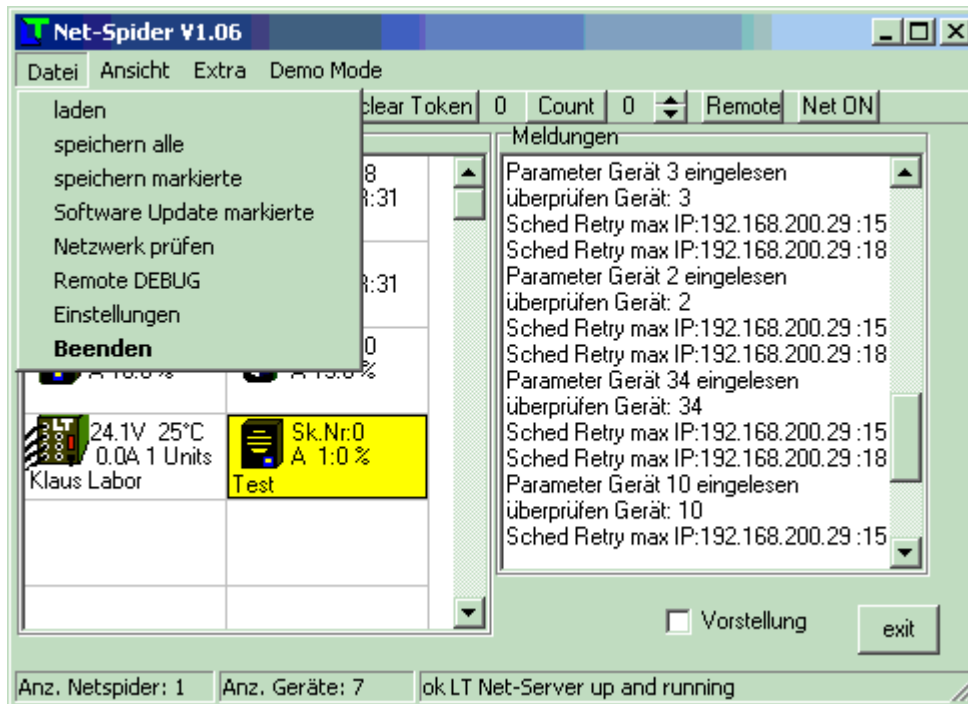 Net-Spider V1.06
Datei Ansicht Extra Demo Mode
clear Token 0 Count 0 Remote Net ON
laden
speichern alle
speichern markierte
Software Update markierte
Netzwerk prüfen
Remote DEBUG
Einstellungen
Beenden
8
:31
:31
0
24.1V 25°C
0.0A 1 Units
Klaus Labor
Sk.Nr:0
A 1:0 %
Test
Meldungen
Parameter Gerät 3 eingelesen
überprüfen Gerät: 3
Sched Retry max IP:192.168.200.29 :15
Sched Retry max IP:192.168.200.29 :18
Parameter Gerät 2 eingelesen
überprüfen Gerät: 2
Sched Retry max IP:192.168.200.29 :15
Sched Retry max IP:192.168.200.29 :18
Parameter Gerät 34 eingelesen
überprüfen Gerät: 34
Sched Retry max IP:192.168.200.29 :15
Sched Retry max IP:192.168.200.29 :18
Parameter Gerät 10 eingelesen
überprüfen Gerät: 10
Sched Retry max IP:192.168.200.29 :15
Vorstellung
exit
Anz. Netspider: 1 Anz. Geräte: 7 ok LT Net-Server up and running